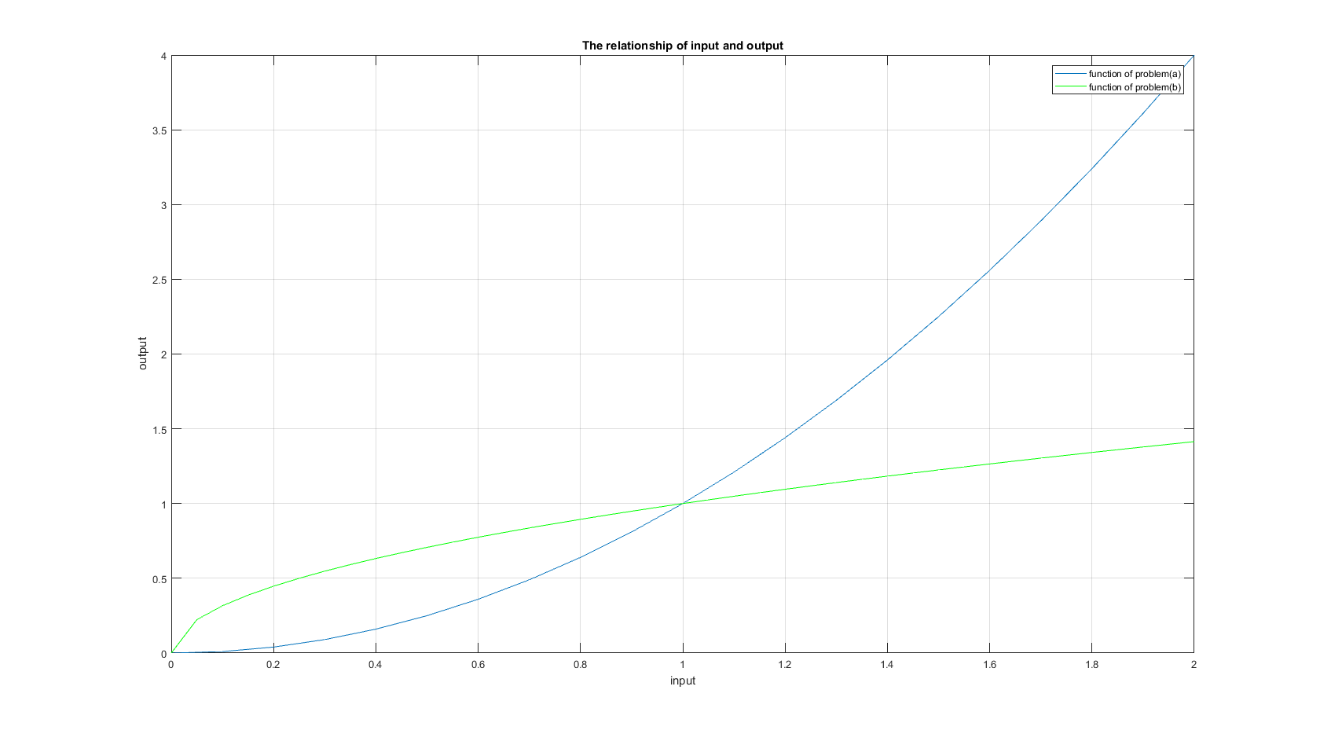 The relationship of input and output
function of problem(a)
function of problem(b)
4
3.5
3
2.5
2
1.5
1
0.5
0
output
0 0.2 0.4 0.6 0.8 1 1.2 1.4 1.6 1.8 2
input